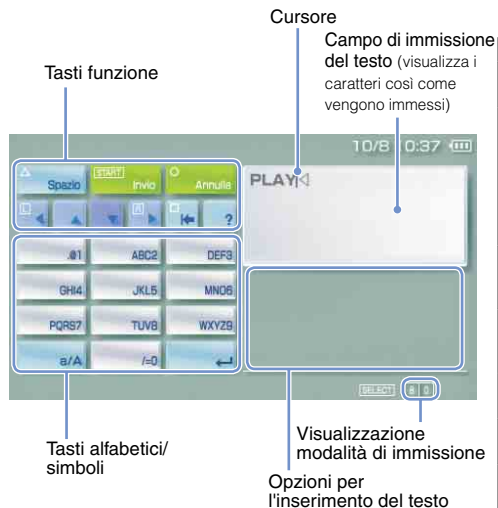 Cursore
Campo di immissione
del testo (visualizza i
caratteri così come
vengono immessi)
Tasti funzione
10/8 10:37
Spazio
START
Invio
Annulla
PLAY
L
R
?
.@1
ABC2
DEF3
GHI4
JKL5
MNO6
PQRS7
TUV8
WXYZ9
a/A
/=0
SELECT
Tasti alfabetici/
simboli
Visualizzazione
modalità di immissione
Opzioni per
l'inserimento del testo